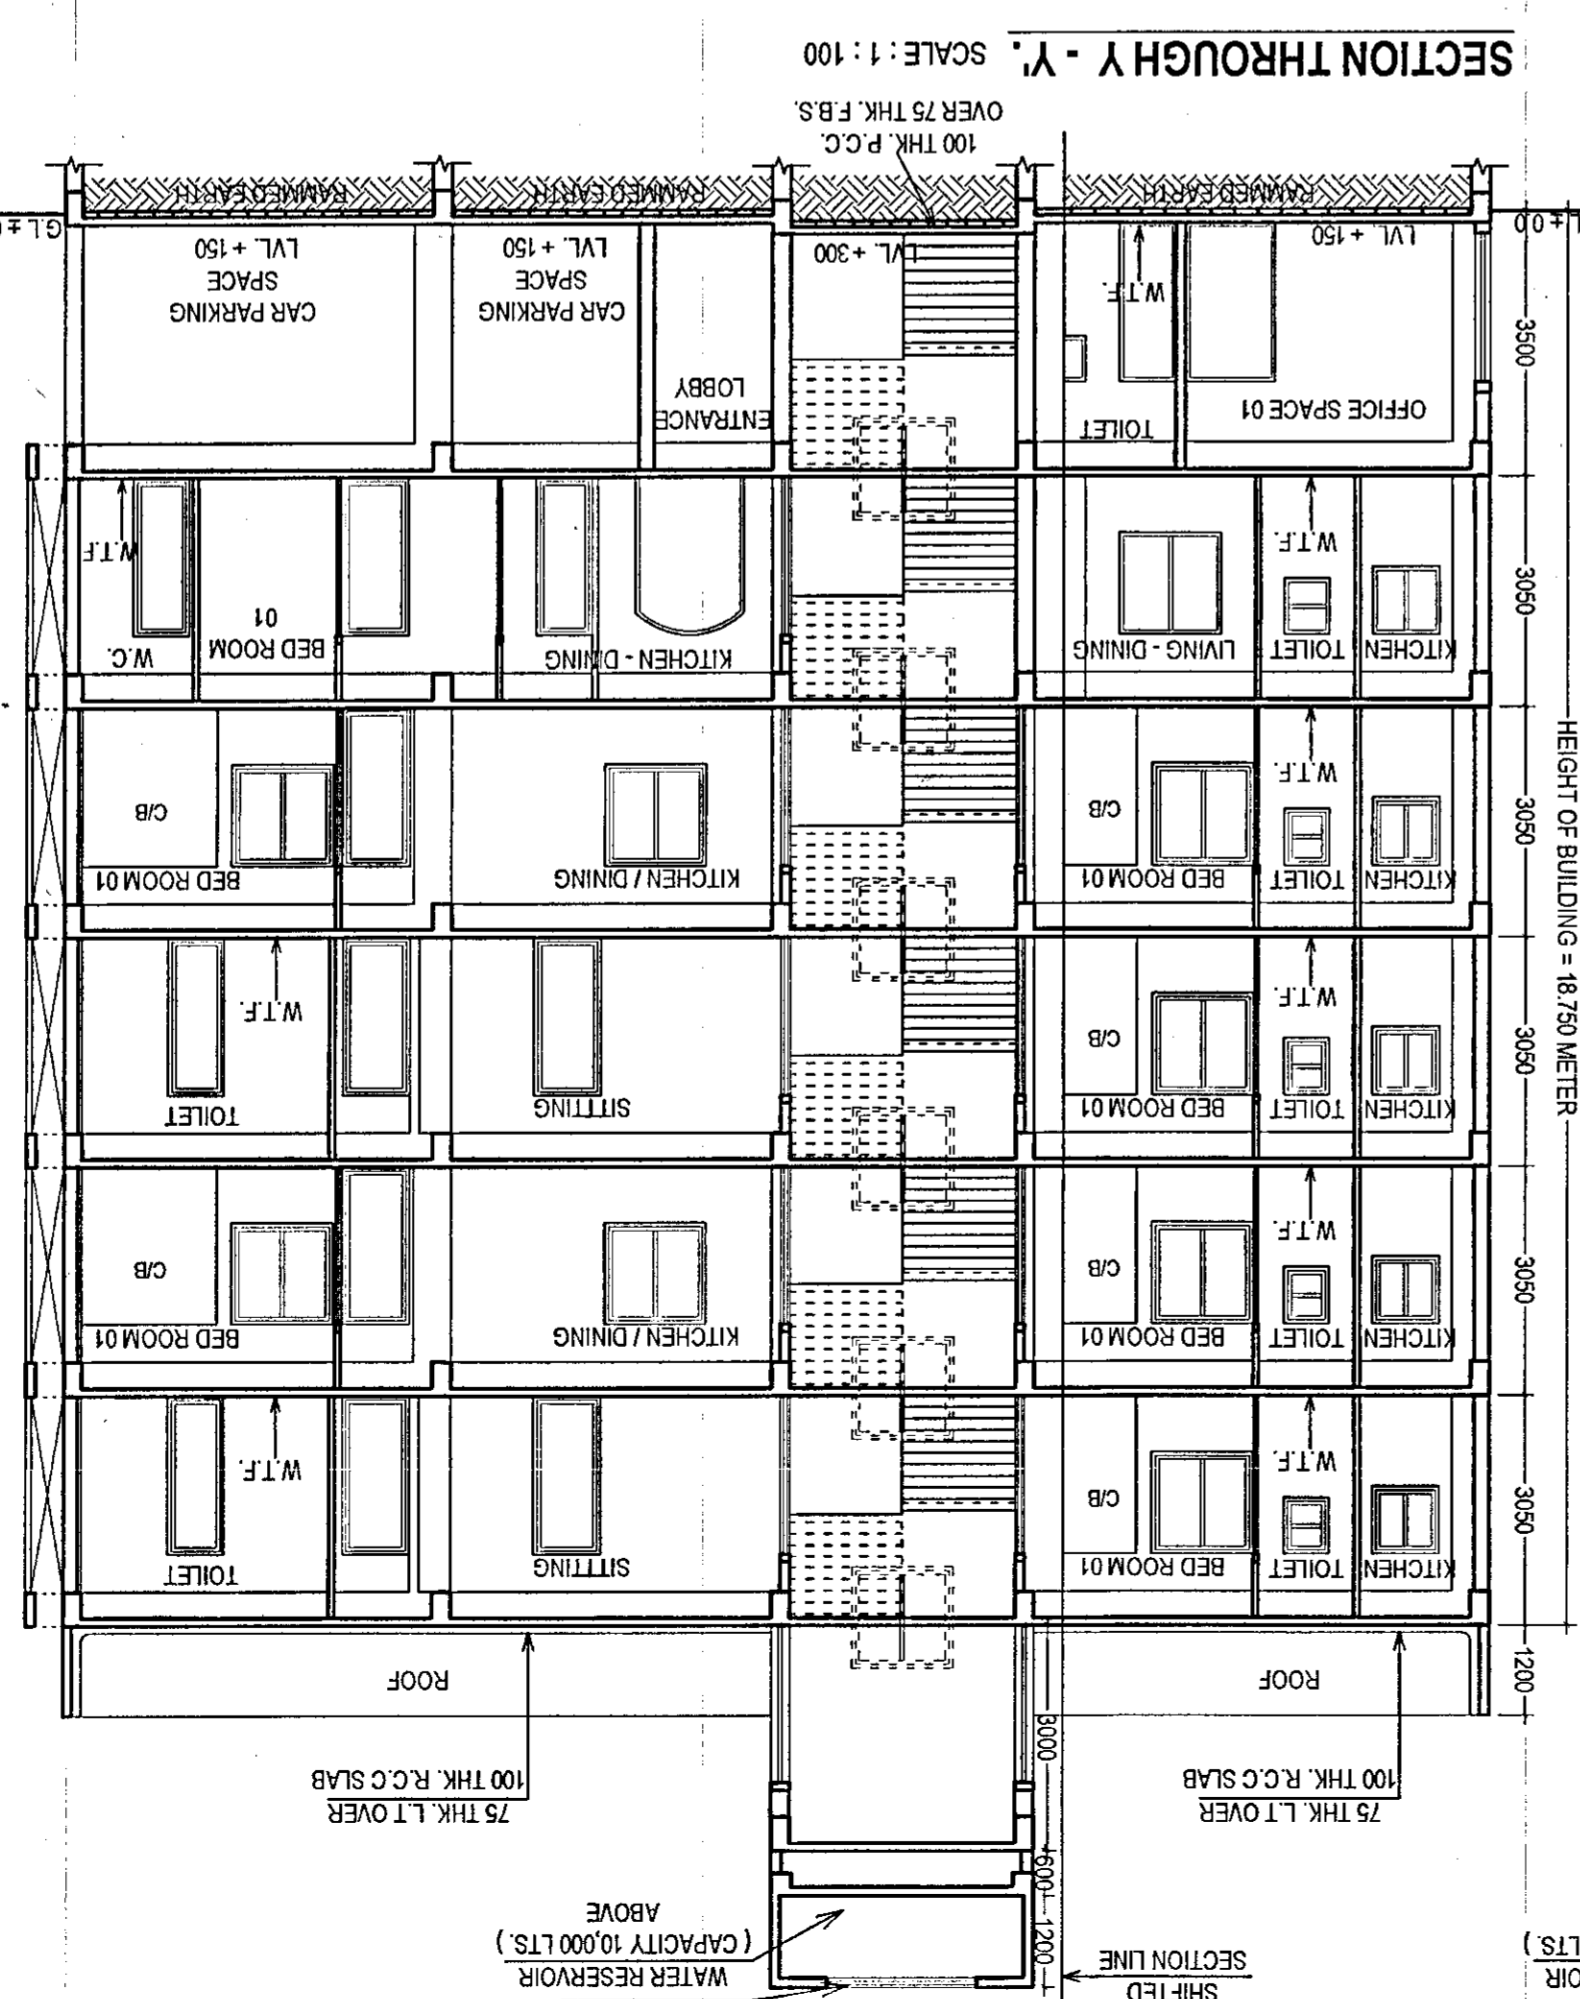 OIR
LTS. )
SHIFTED
SECTION LINE
WATER RESERVOIR
( CAPACITY 10,000 LTS. )
ABOVE
1200
600
3000
75 THK. L.T OVER
100 THK. R.C.C SLAB
75 THK. L.T OVER
100 THK. R.C.C SLAB
1200
ROOF
ROOF
HEIGHT OF BUILDING = 18.750 METER
3050
KITCHEN
TOILET
BED ROOM 01
SITTTING
TOILET
W.T.F.
C/B
W.T.F.
3050
KITCHEN
TOILET
BED ROOM 01
KITCHEN / DINING
BED ROOM 01
W.T.F.
C/B
C/B
3050
KITCHEN
TOILET
BED ROOM 01
SITTTING
TOILET
W.T.F.
C/B
W.T.F.
3050
KITCHEN
TOILET
BED ROOM 01
KITCHEN / DINING
BED ROOM 01
W.T.F.
C/B
C/B
3050
KITCHEN
TOILET
LIVING - DINING
KITCHEN - DINING
BED ROOM
01
W.C.
W.T.F.
W.T.F
3500
OFFICE SPACE 01
TOILET
W.T.F.
ENTRANCE
LOBBY
CAR PARKING
SPACE
LVL. + 150
CAR PARKING
SPACE
LVL. + 150
LVL. + 150
LVL. + 300
± 00
G.L ±
RAMMED EARTH
RAMMED EARTH
RAMMED EARTH
100 THK. P.C.C.
OVER 75 THK. F.B.S.
SECTION THROUGH Y - Y'. SCALE : 1 : 100